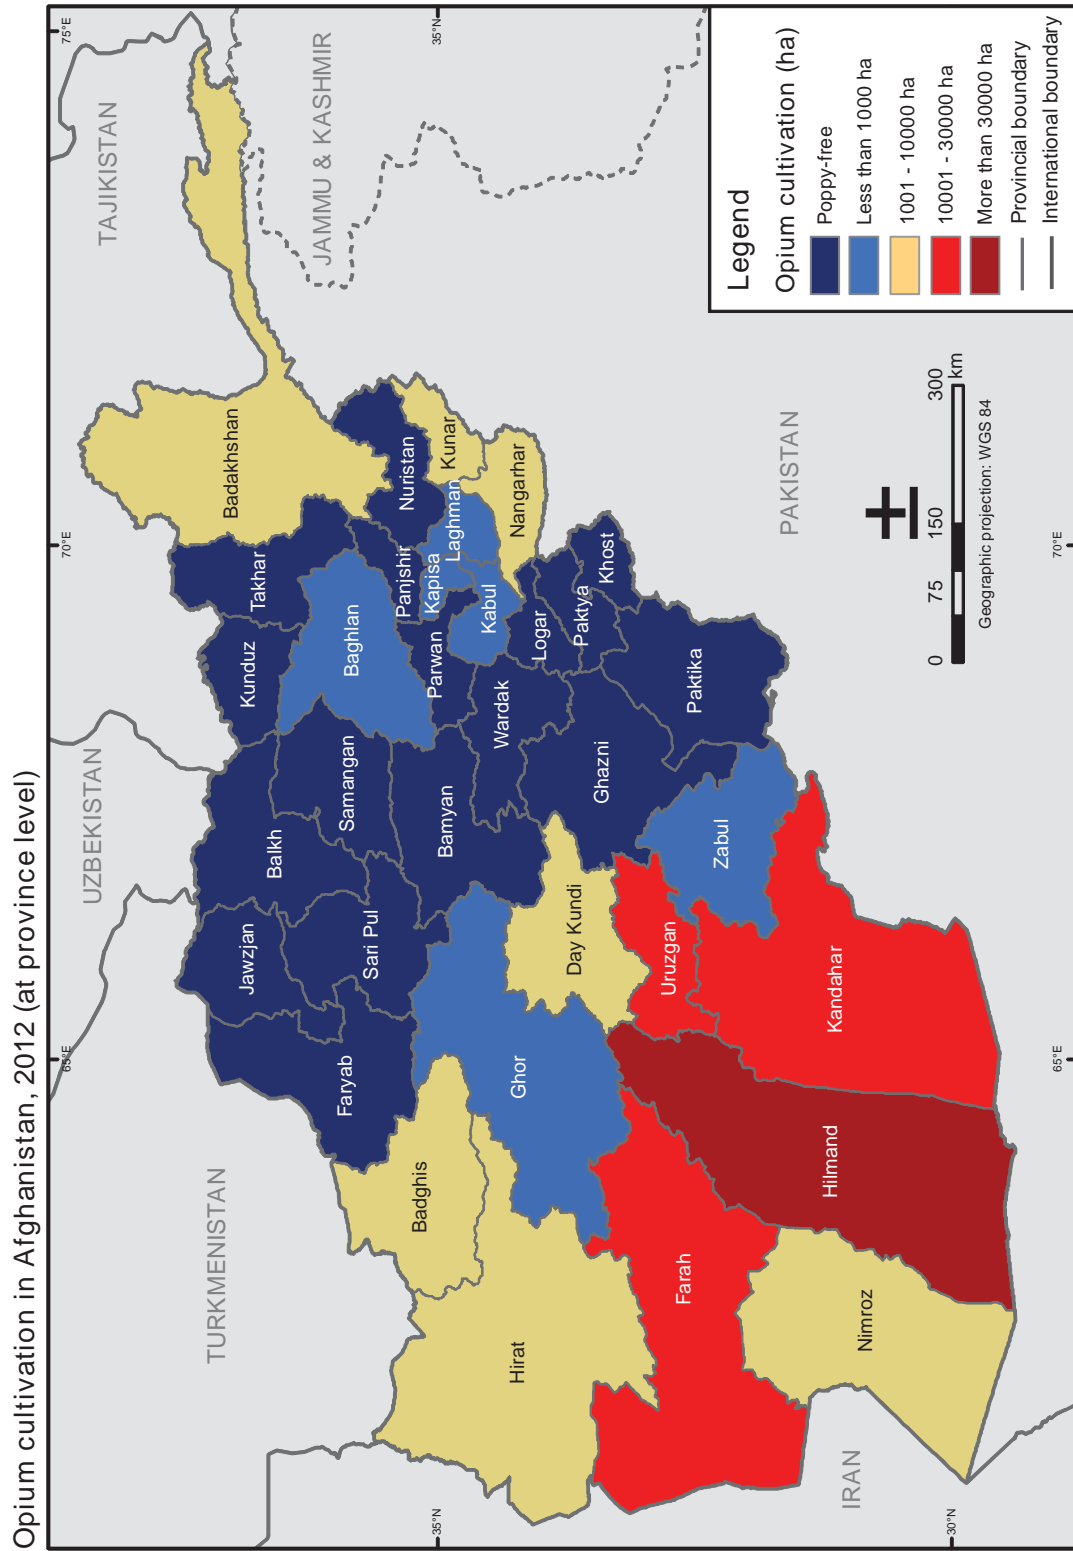 Opium cultivation in Afghanistan, 2012 (at province level)
65°E
70°E
75°E
UZBEKISTAN
TAJIKISTAN
TURKMENISTAN
JAMMU & KASHMIR
35°N
35°N
Jawzjan
Balkh
Kunduz
Takhar
Badakhshan
Faryab
Sari Pul
Samangan
Baghlan
Panjshir
Nuristan
Badghis
Bamyan
Parwan
Kapisa
Laghman
Kunar
Hirat
Ghor
Day Kundi
Wardak
Kabul
Nangarhar
Ghazni
Logar
Paktya
Khost
Farah
Uruzgan
Zabul
Paktika
Nimroz
Hilmand
Kandahar
IRAN
PAKISTAN
30°N
30°N
65°E
70°E
0 75 150 300
km
Geographic projection: WGS 84
Legend
Opium cultivation (ha)
Poppy-free
Less than 1000 ha
1001 - 10000 ha
10001 - 30000 ha
More than 30000 ha
Provincial boundary
International boundary